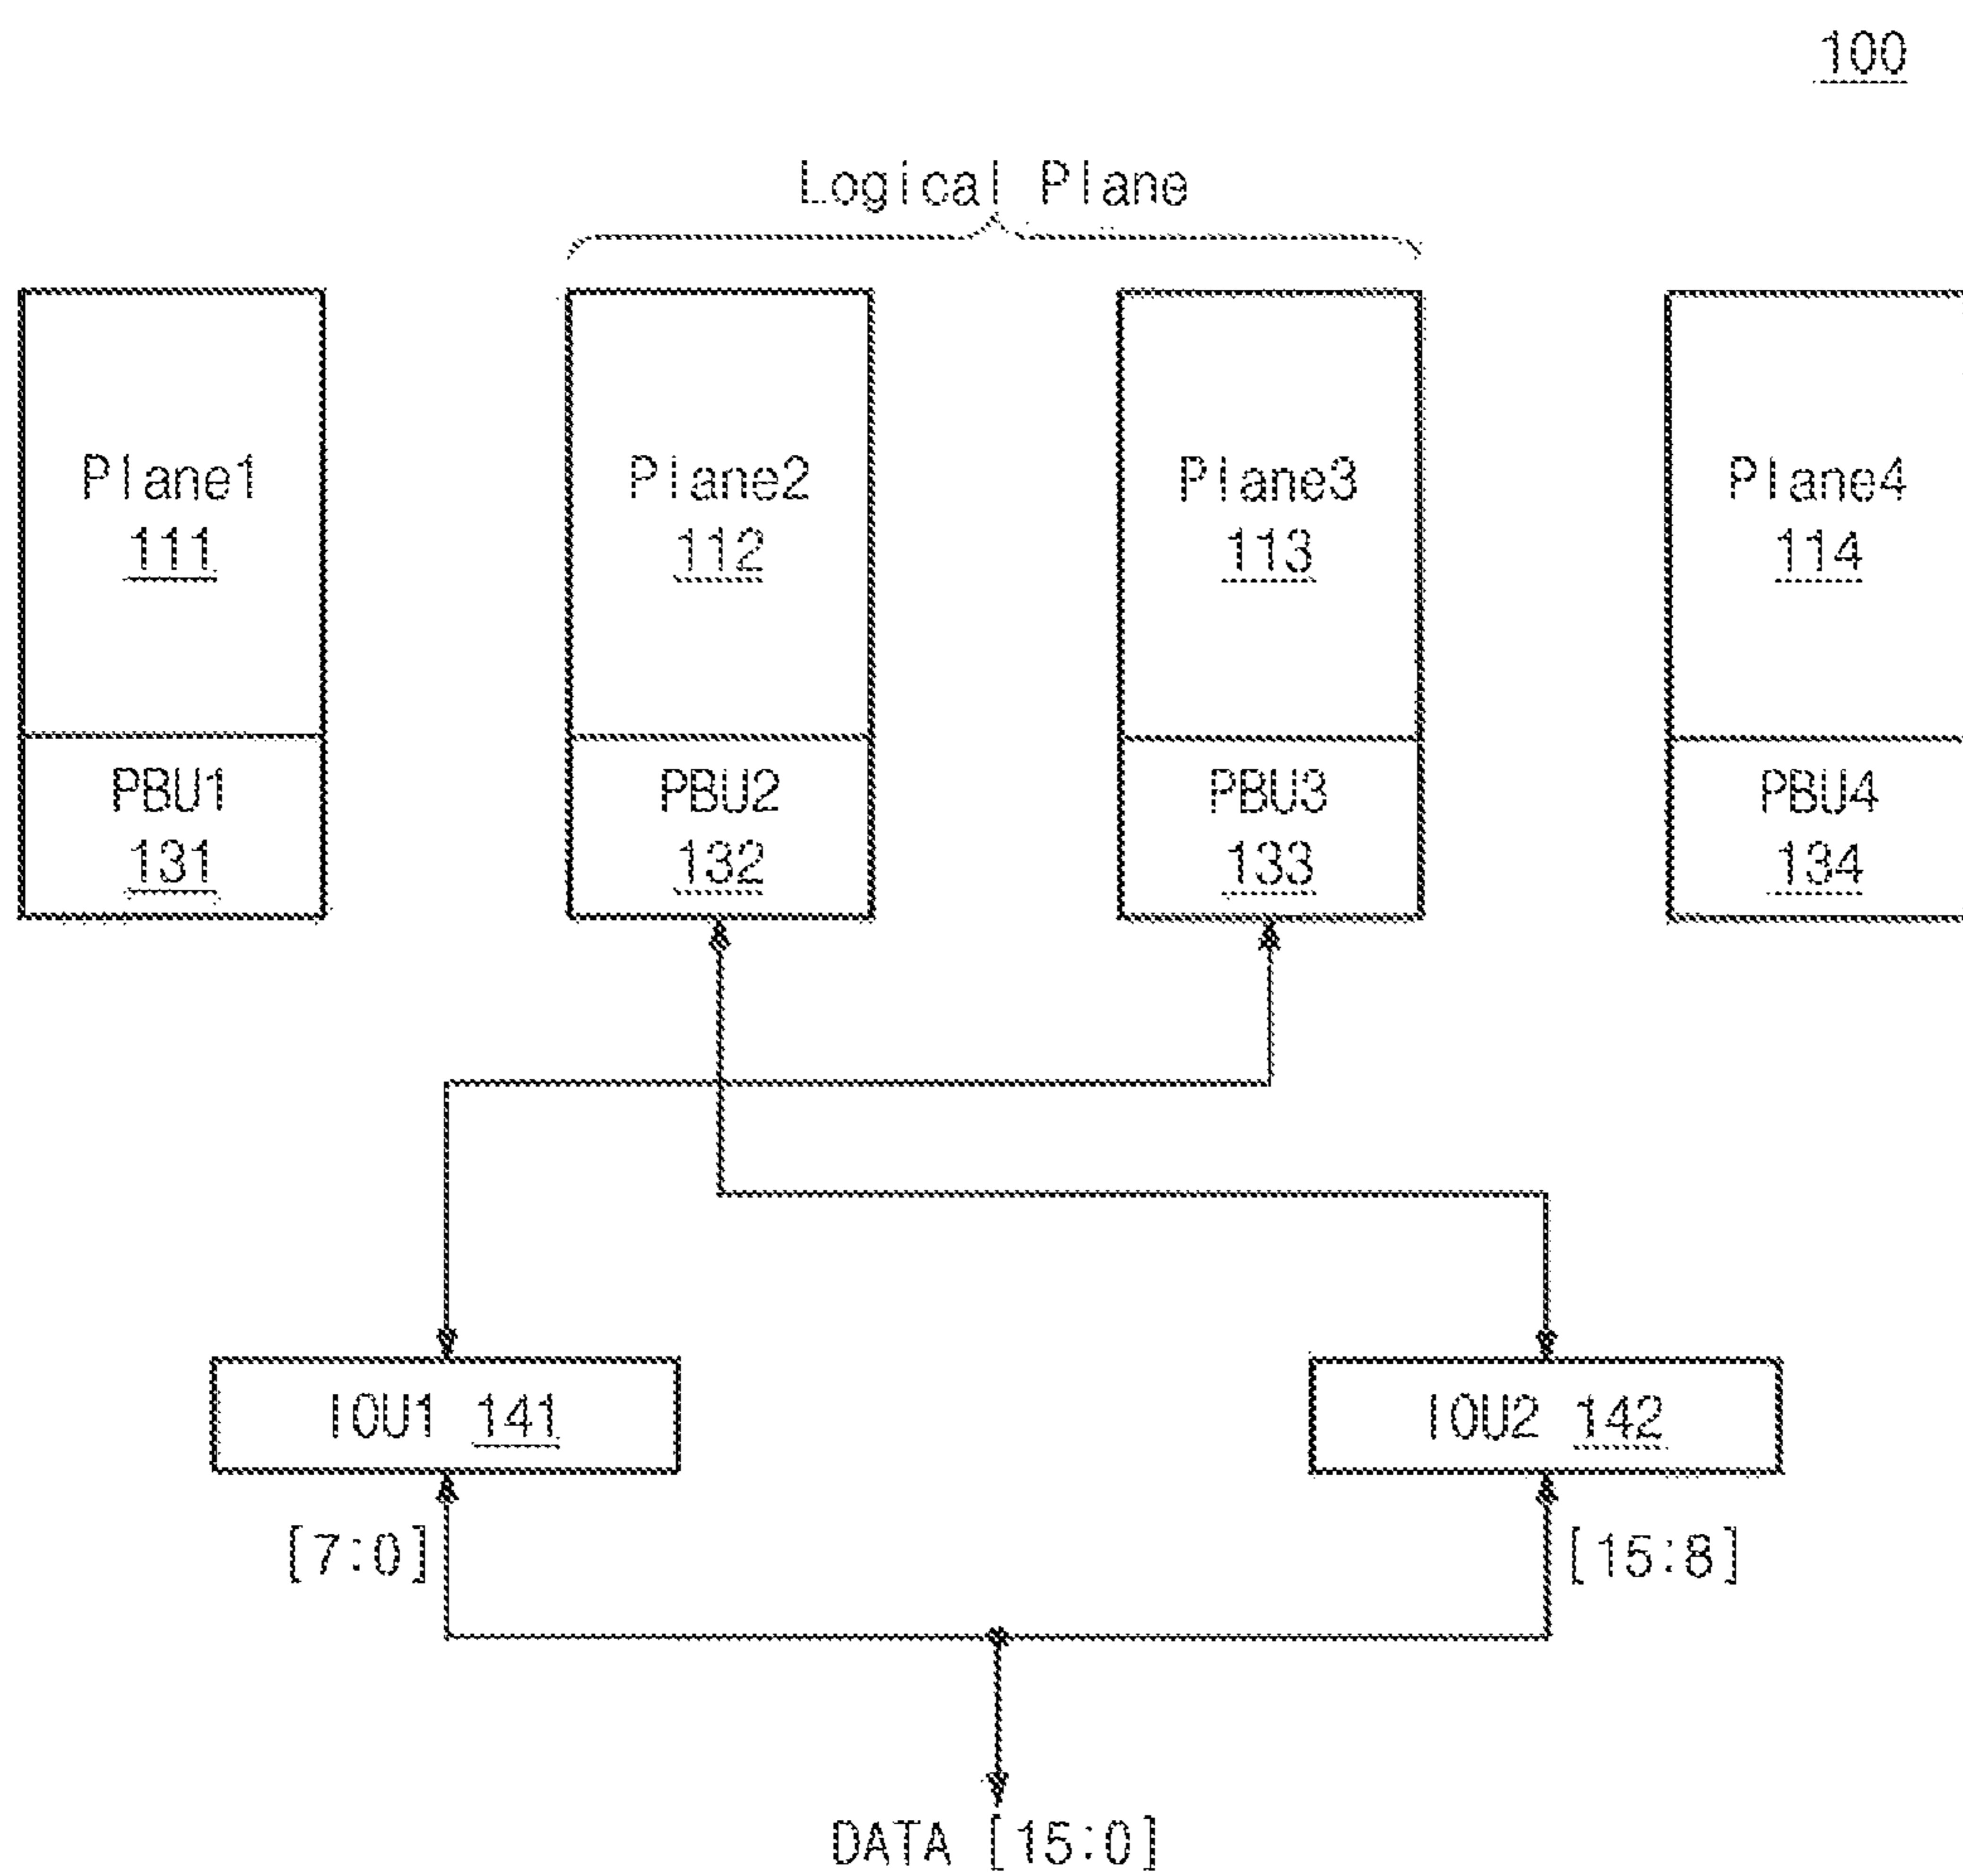 100
Logical Plane
Plane1 Plane2 Plane3 Plane4
111 112 113 114
PBU1 PBU2 PBU3 PBU4
131 132 133 134
IOU1 141 IOU2 142
[7:0] [15:8]
DATA [15:0]